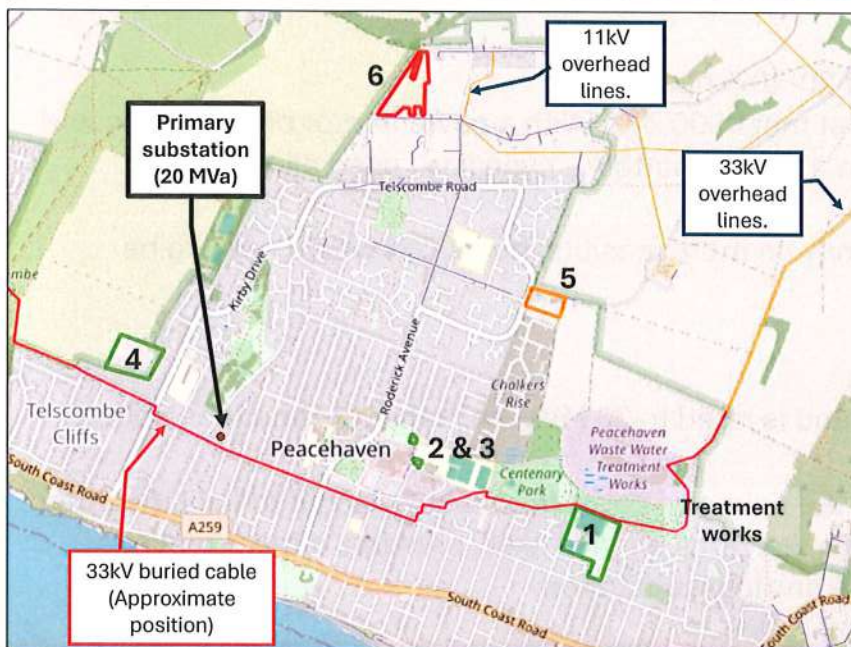 11kV
overhead
lines.
6
Primary
substation
(20 MVa)
33kV
overhead
lines.
Telscombe Road
Kirby Drive
5
mbe
4
Roderick Avenue
Chalkers
Rise
Telscombe
Cliffs
Peacehaven
2 & 3
Peacehaven
Waste Water
Treatment
Works
Centenary
Park
Treatment
works
South Coast Road
A259
1
33kV buried cable
(Approximate
position)
South Coast Road
South Coast Road